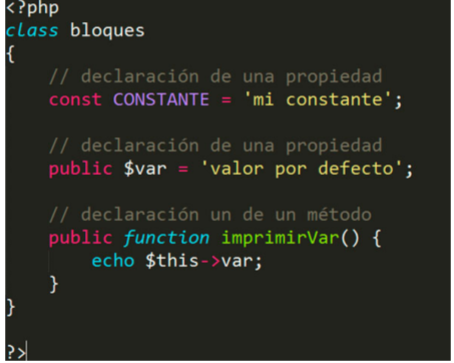 <?php
class bloques
{
    // declaración de una propiedad
    const CONSTANTE = 'mi constante';

    // declaración de una propiedad
    public $var = 'valor por defecto';

    // declaración un de un método
    public function imprimirVar() {
        echo $this->var;
    }
}

?>